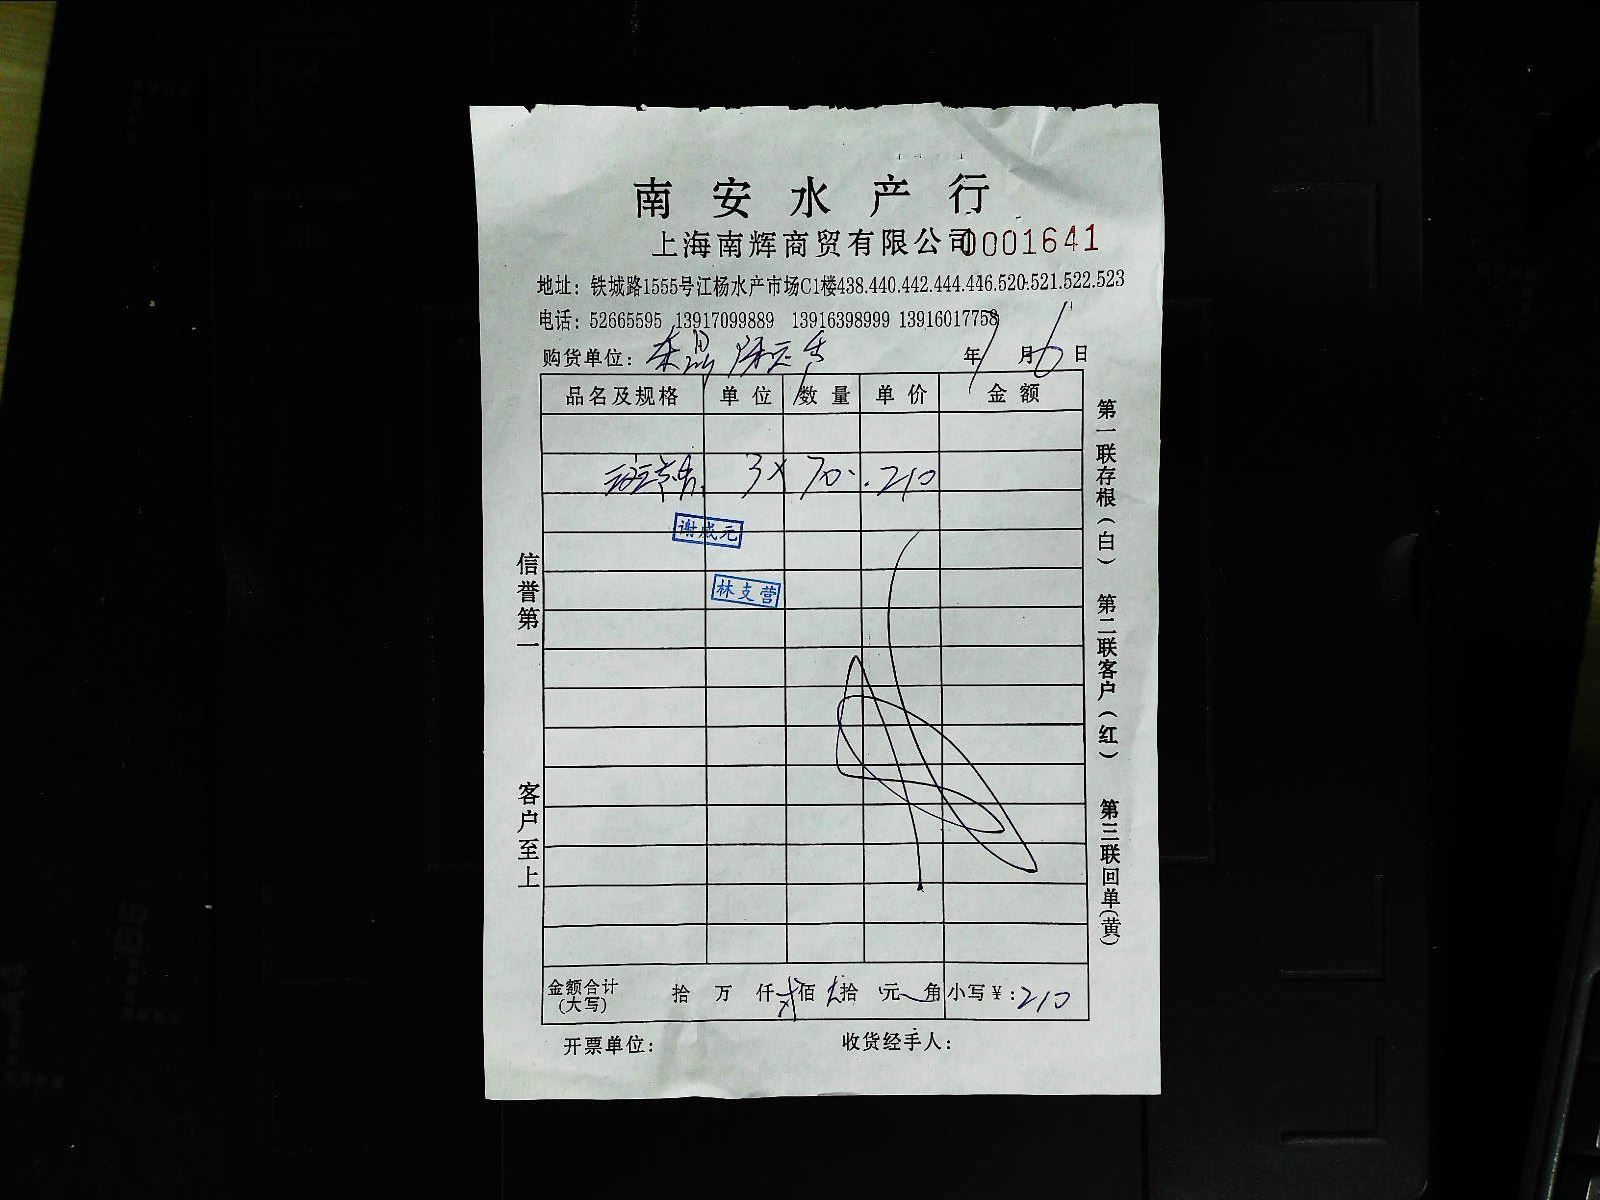 南安水产行
上海南辉商贸有限公司 0001641
地址：铁城路1555号江杨水产市场C1楼438.440.442.444.446.520.521.522.523
电话：52665595 13917099889 13916398999 13916017758
购货单位： 年 月 6 日
品名及规格 单位 数量 单价 金额
3× 70. 210
谢成元
林支营
信誉第一 客户至上
第一联存根（白） 第二联客户（红） 第三联回单（黄）
金额合计（大写） 拾 万 仟 贰佰 拾 元 角 小写￥：210
开票单位： 收货经手人：